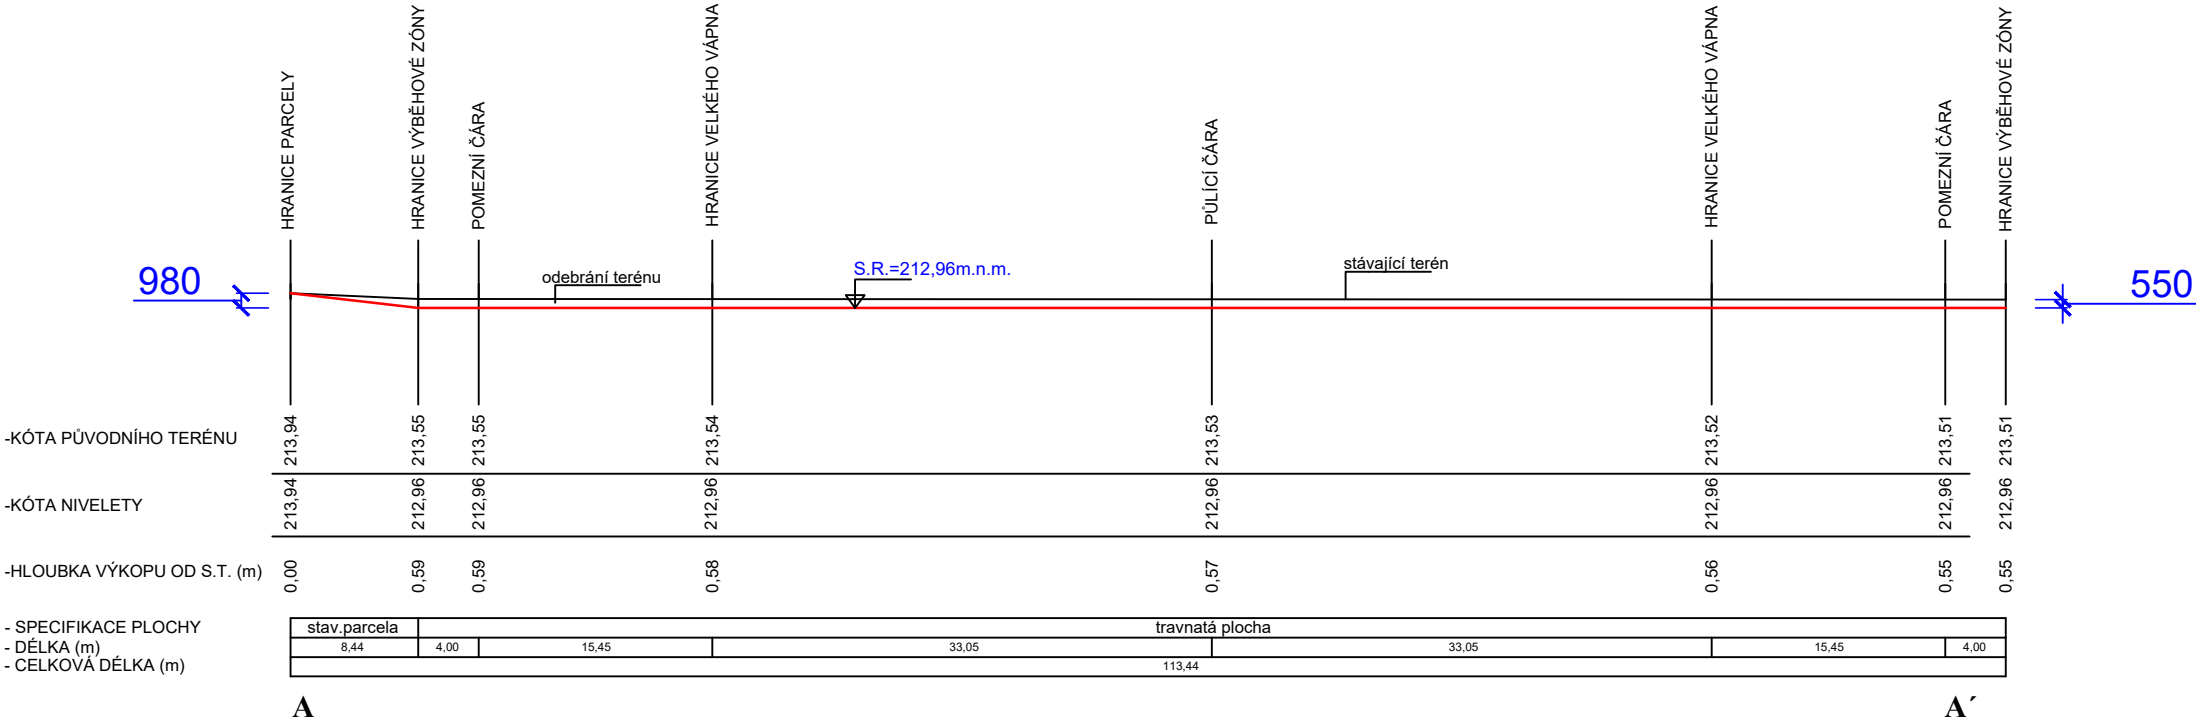 HRANICE PARCELY
HRANICE VÝBĚHOVÉ ZÓNY
POMEZNÍ ČÁRA
HRANICE VELKÉHO VÁPNA
PŮLÍCÍ ČÁRA
HRANICE VELKÉHO VÁPNA
POMEZNÍ ČÁRA
HRANICE VÝBĚHOVÉ ZÓNY
980
odebrání terénu
S.R.=212,96m.n.m.
stávající terén
550
-KÓTA PŮVODNÍHO TERÉNU 213,94 213,55 213,55 213,54 213,53 213,52 213,51 213,51
-KÓTA NIVELETY 213,94 212,96 212,96 212,96 212,96 212,96 212,96 212,96
-HLOUBKA VÝKOPU OD S.T. (m) 0,00 0,59 0,59 0,58 0,57 0,56 0,55 0,55
- SPECIFIKACE PLOCHY stav.parcela travnatá plocha
- DÉLKA (m) 8,44 4,00 15,45 33,05 33,05 15,45 4,00
- CELKOVÁ DÉLKA (m) 113,44
A A´